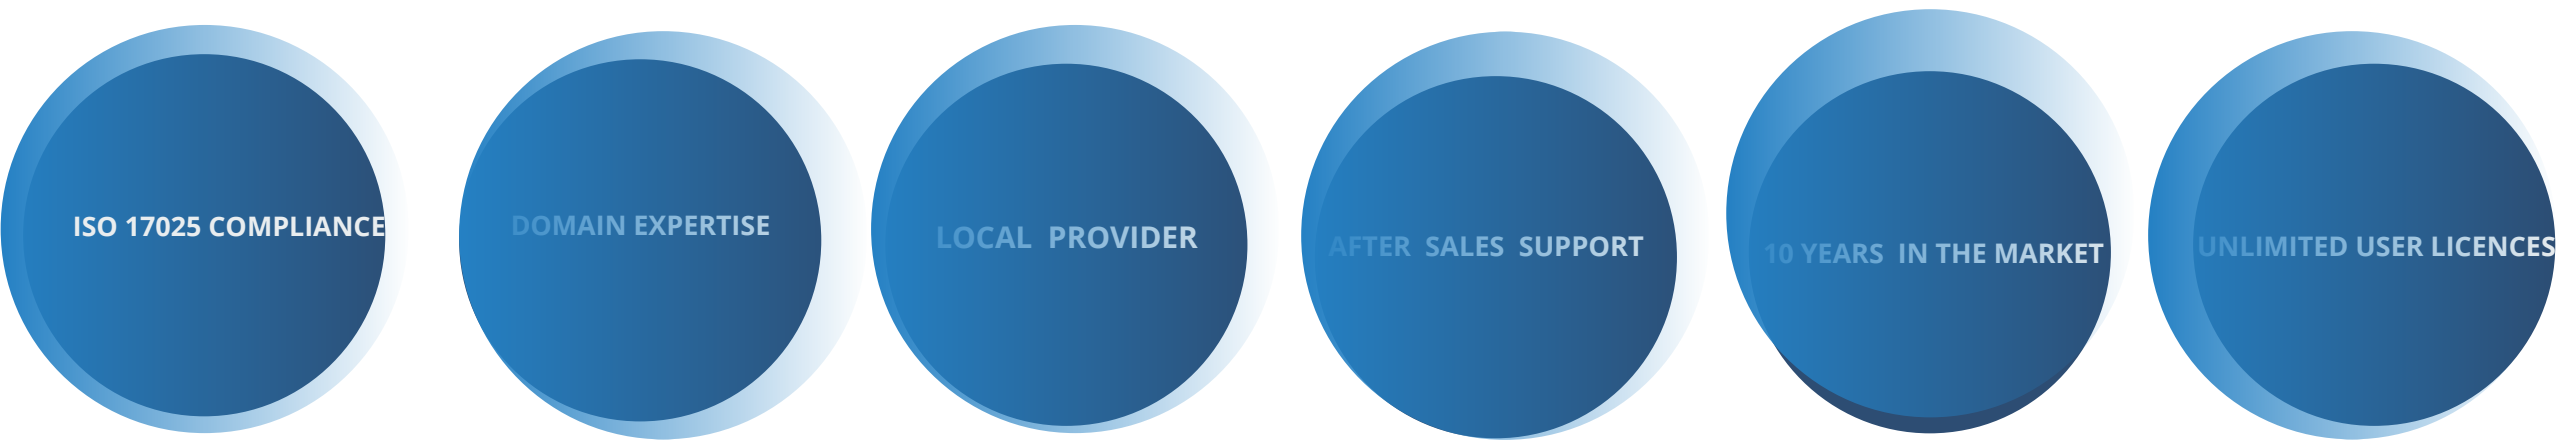 ISO 17025 COMPLIANCE
DOMAIN EXPERTISE
LOCAL PROVIDER
AFTER SALES SUPPORT
10 YEARS IN THE MARKET
UNLIMITED USER LICENCES